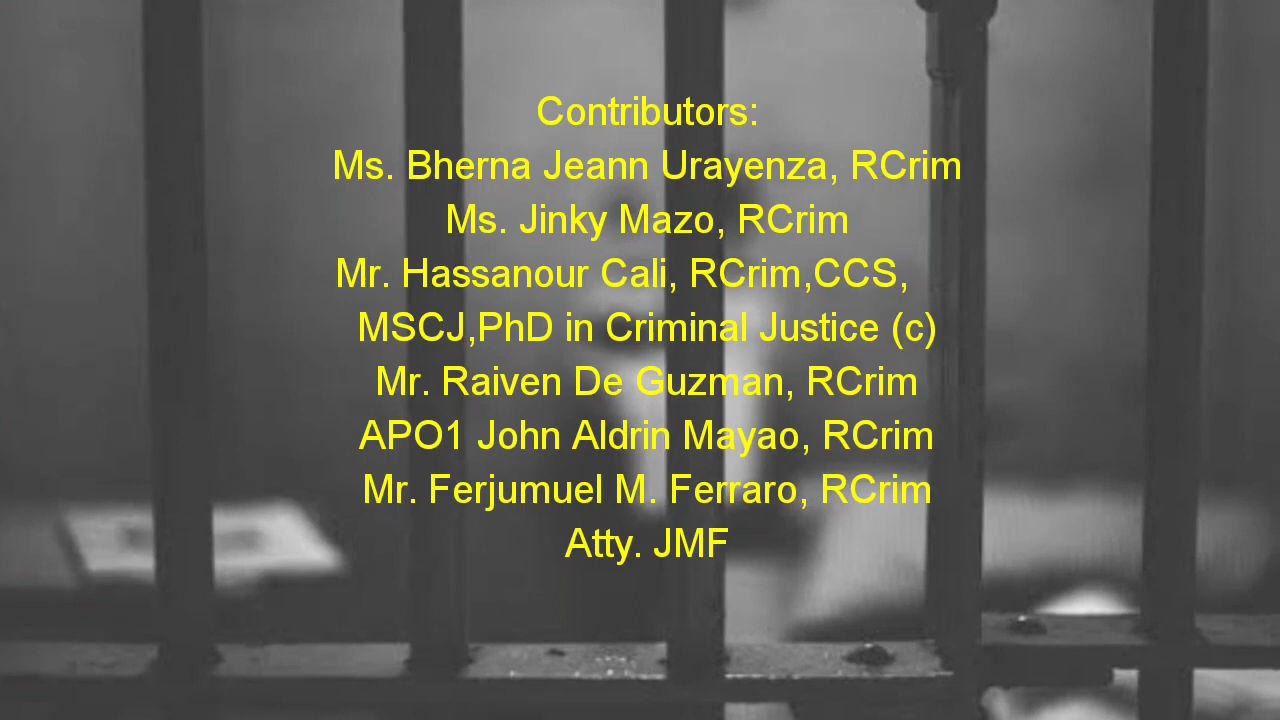 Contributors:
Ms. Bherna Jeann Urayenza, RCrim
Ms. Jinky Mazo, RCrim
Mr. Hassanour Cali, RCrim,CCS,
MSCJ,PhD in Criminal Justice (c)
Mr. Raiven De Guzman, RCrim
APO1 John Aldrin Mayao, RCrim
Mr. Ferjumuel M. Ferraro, RCrim
Atty. JMF